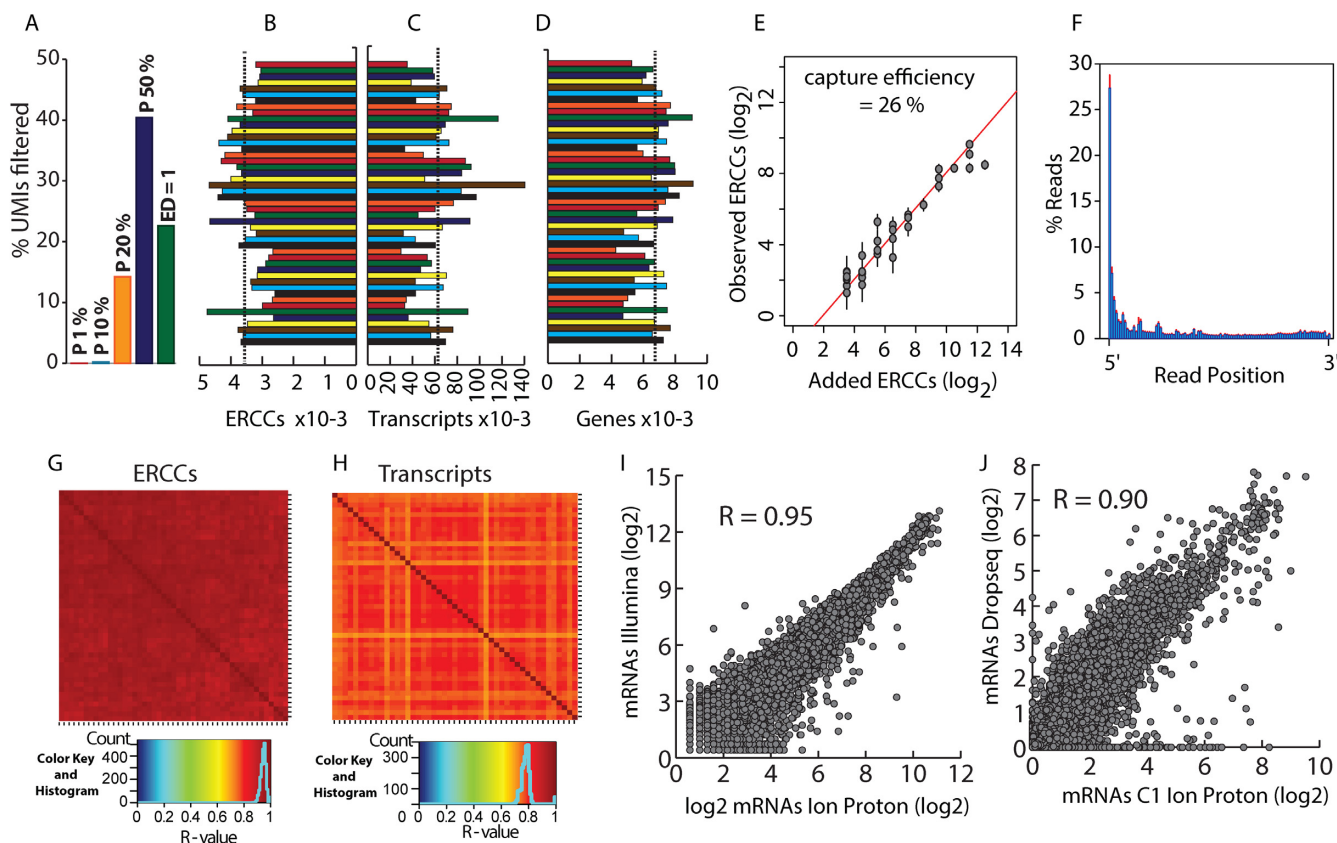 A
% UMIs filtered
50
40
30
20
10
0
P 1 %
P 10 %
P 20 %
P 50 %
ED = 1
B
5 4 3 2 1 0
ERCCs x10-3
C
0 20 40 60 80 100 120 140
Transcripts x10-3
D
0 2 4 6 8 10
Genes x10-3
E
capture efficiency
= 26 %
Observed ERCCs (log2)
12
8
4
0
0 2 4 6 8 10 12 14
Added ERCCs (log2)
F
% Reads
30
25
20
15
10
5
0
5' 3'
Read Position
G
ERCCs
Count
400
200
0
Color Key
and
Histogram
0 0.2 0.4 0.6 0.8 1
R-value
H
Transcripts
Count
300
100
0
Color Key
and
Histogram
0 0.2 0.4 0.6 0.8 1
R-value
I
R = 0.95
mRNAs Illumina (log2)
15
12
9
6
3
0
0 2 4 6 8 10 12
log2 mRNAs Ion Proton (log2)
J
R = 0.90
mRNAs Dropseq (log2)
8
7
6
5
4
3
2
1
0
0 2 4 6 8 10
mRNAs C1 Ion Proton (log2)